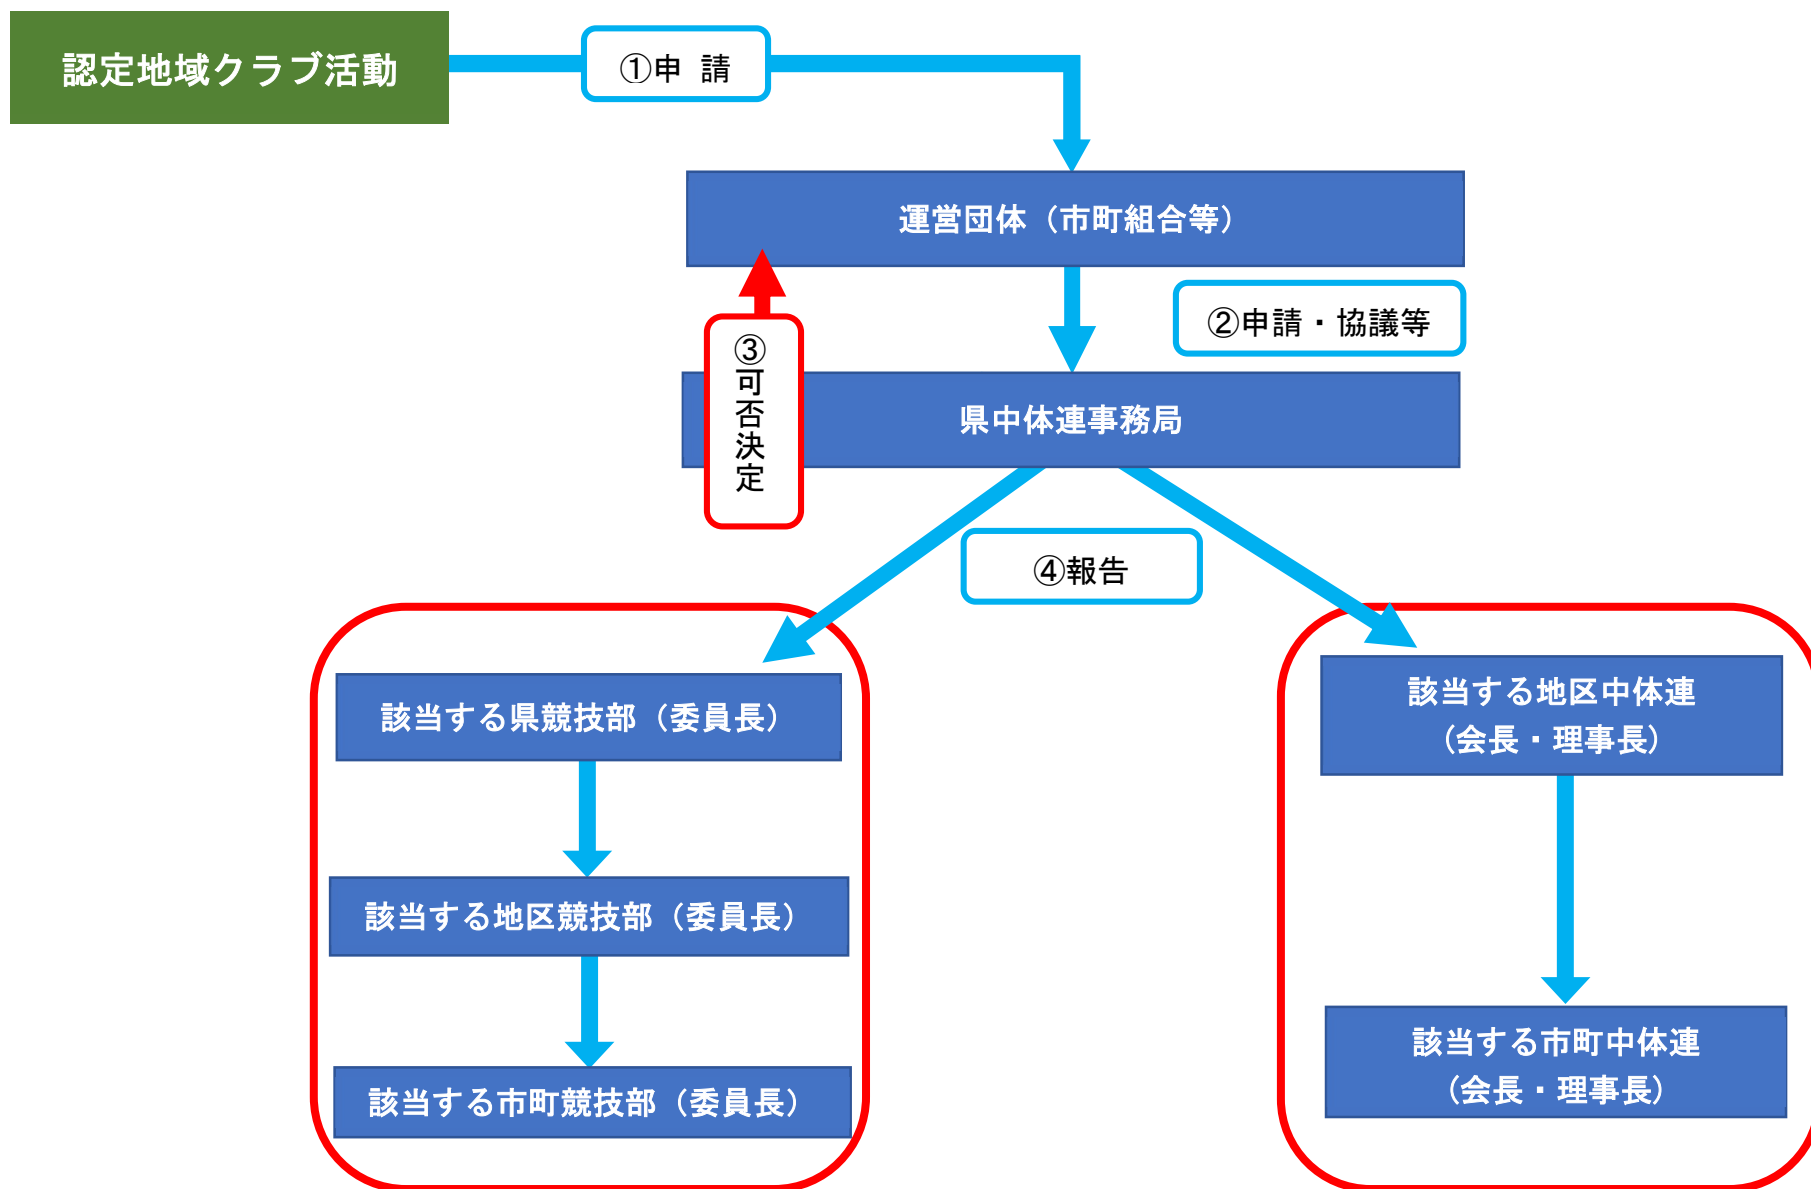 認定地域クラブ活動
①申 請
運営団体（市町組合等）
②申請・協議等
③可否決定
県中体連事務局
④報告
該当する県競技部（委員長）
該当する地区競技部（委員長）
該当する市町競技部（委員長）
該当する地区中体連
（会長・理事長）
該当する市町中体連
（会長・理事長）